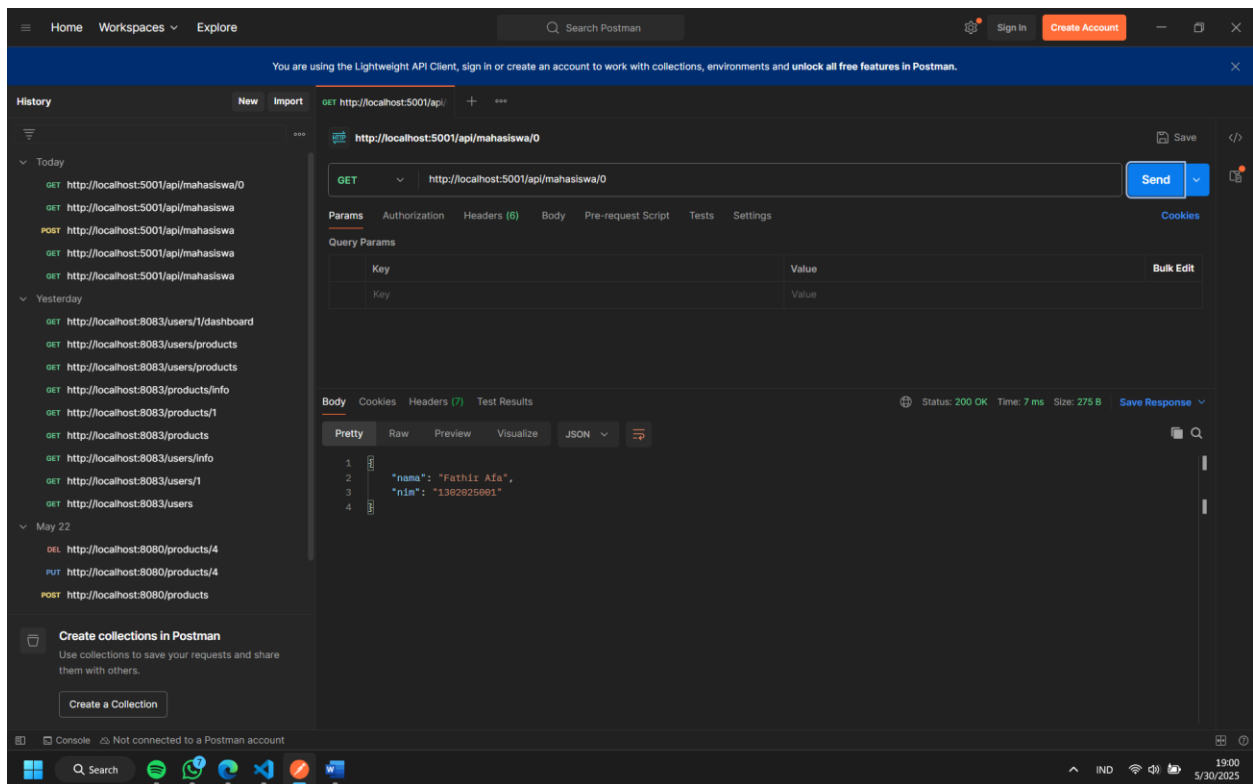 Home Workspaces Explore Search Postman Sign In Create Account
You are using the Lightweight API Client, sign in or create an account to work with collections, environments and unlock all free features in Postman.
History New Import GET http://localhost:5001/api/
http://localhost:5001/api/mahasiswa/0 Save
Today
GET http://localhost:5001/api/mahasiswa/0
GET http://localhost:5001/api/mahasiswa
POST http://localhost:5001/api/mahasiswa
GET http://localhost:5001/api/mahasiswa
GET http://localhost:5001/api/mahasiswa
Yesterday
GET http://localhost:8083/users/1/dashboard
GET http://localhost:8083/users/products
GET http://localhost:8083/users/products
GET http://localhost:8083/products/info
GET http://localhost:8083/products/1
GET http://localhost:8083/products
GET http://localhost:8083/users/info
GET http://localhost:8083/users/1
GET http://localhost:8083/users
May 22
DEL http://localhost:8080/products/4
PUT http://localhost:8080/products/4
POST http://localhost:8080/products
Create collections in Postman
Use collections to save your requests and share
them with others.
Create a Collection
GET http://localhost:5001/api/mahasiswa/0 Send
Params Authorization Headers (6) Body Pre-request Script Tests Settings Cookies
Query Params
Key Value Bulk Edit
Key Value
Body Cookies Headers (7) Test Results Status: 200 OK Time: 7 ms Size: 275 B Save Response
Pretty Raw Preview Visualize JSON
1 {
2 "nama": "Fathir Afa",
3 "nim": "1302025001"
4 }
Console Not connected to a Postman account
Search 7 IND 19:00
5/30/2025